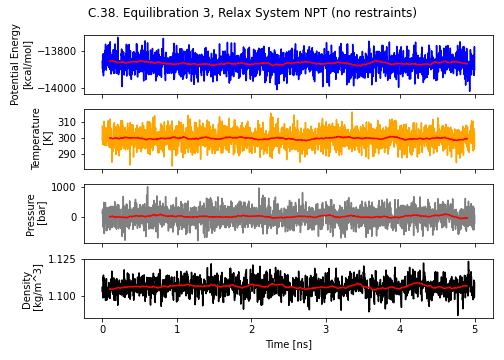 C.38. Equilibration 3, Relax System NPT (no restraints)
Potential Energy
[kcal/mol]
−13800
−14000
Temperature
[K]
310
300
290
Pressure
[bar]
1000
0
Density
[kg/m^3]
1.125
1.100
0 1 2 3 4 5
Time [ns]